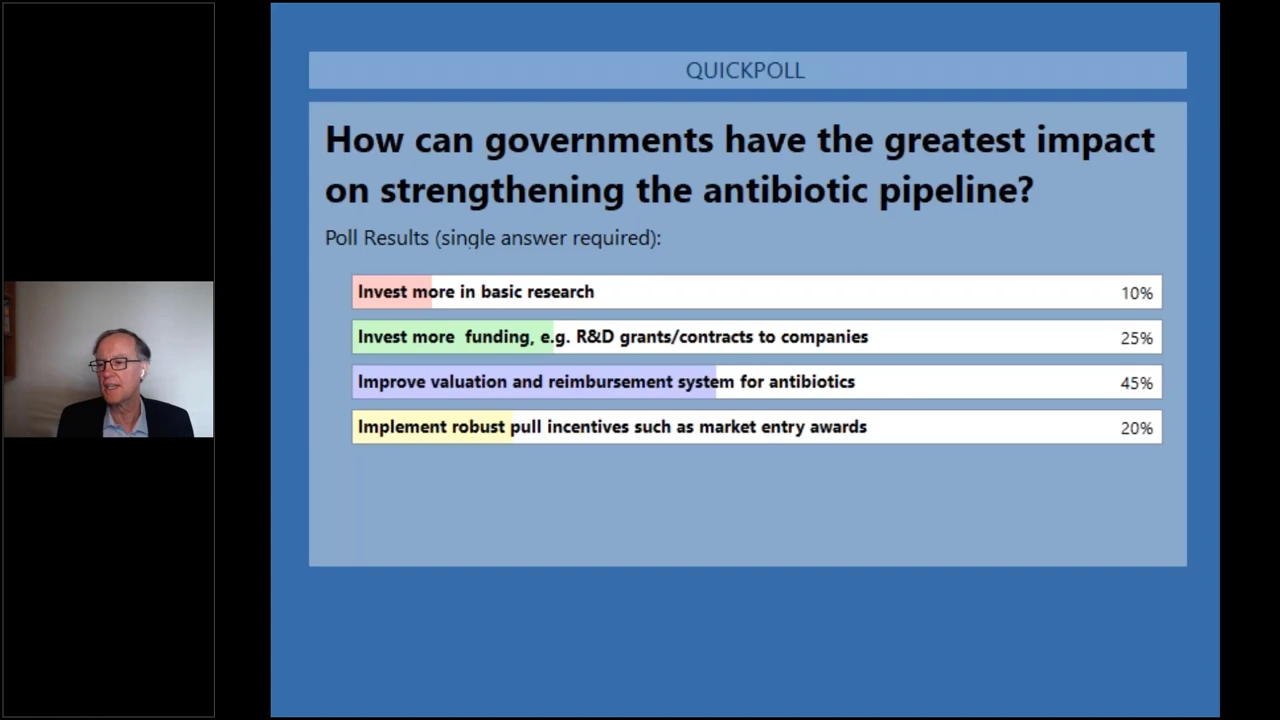 QUICKPOLL
How can governments have the greatest impact
on strengthening the antibiotic pipeline?
Poll Results (single answer required):
Invest more in basic research 10%
Invest more  funding, e.g. R&D grants/contracts to companies 25%
Improve valuation and reimbursement system for antibiotics 45%
Implement robust pull incentives such as market entry awards 20%